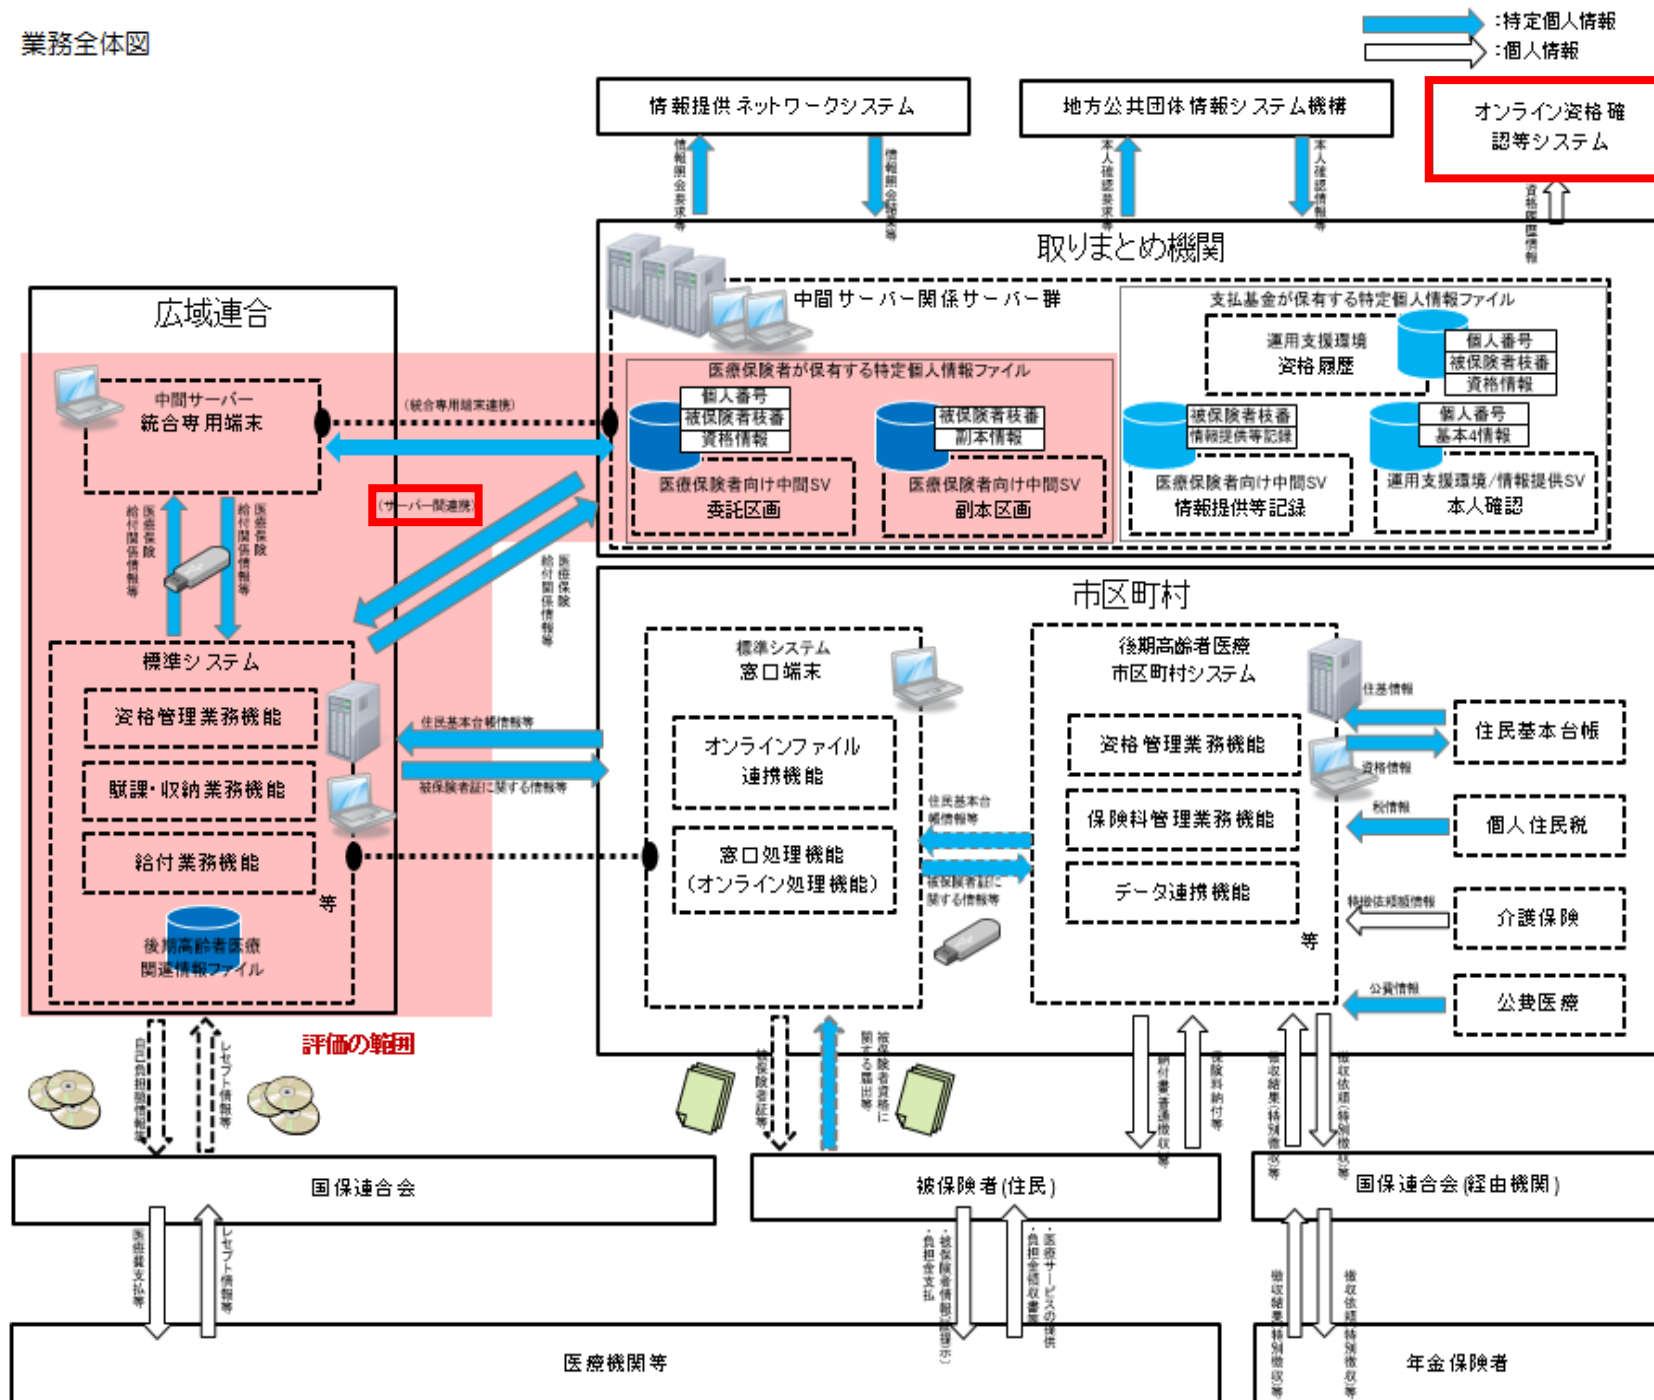 業務全体図
:特定個人情報
:個人情報
情報提供ネットワークシステム
地方公共団体情報システム機構
オンライン資格確
認等システム
情報照会要求等
情報照会結果等
本人確認要求等
本人確認情報等
資格履歴情報
取りまとめ機関
中間サーバー関係サーバー群
支払基金が保有する特定個人情報ファイル
運用支援環境
資格履歴
個人番号
被保険者枝番
資格情報
医療保険者が保有する特定個人情報ファイル
個人番号
被保険者枝番
資格情報
被保険者枝番
副本情報
被保険者枝番
情報提供等記録
個人番号
基本4情報
医療保険者向け中間SV
委託区画
医療保険者向け中間SV
副本区画
医療保険者向け中間SV
情報提供等記録
運用支援環境/情報提供SV
本人確認
広域連合
中間サーバー
統合専用端末
(統合専用端末連携)
(サーバー間連携)
医療保険
給付関係情報等
医療保険
給付関係情報等
医療保険
給付関係情報等
標準システム
資格管理業務機能
賦課・収納業務機能
給付業務機能
等
後期高齢者医療
関連情報ファイル
評価の範囲
住民基本台帳情報等
被保険者証に関する情報等
市区町村
標準システム
窓口端末
オンラインファイル
連携機能
窓口処理機能
(オンライン処理機能)
住民基本台
帳情報等
被保険者証に
関する情報等
後期高齢者医療
市区町村システム
資格管理業務機能
保険料管理業務機能
データ連携機能
等
住基情報
資格情報
税情報
特徴依頼額情報
公費情報
住民基本台帳
個人住民税
介護保険
公費医療
自己負担額情報等
レセプト情報等
被保険者証等
被保険者資格に
関する届出等
納付書(普通徴収)等
保険料納付等
徴収結果(特別徴収)等
徴収依頼(特別徴収)等
国保連合会
被保険者(住民)
国保連合会(経由機関)
医療費支払等
レセプト情報等
・被保険者情報(証提示)
・負担金支払
・医療サービスの提供
・負担金領収書等
徴収結果(特別徴収)等
徴収依頼(特別徴収)等
医療機関等
年金保険者